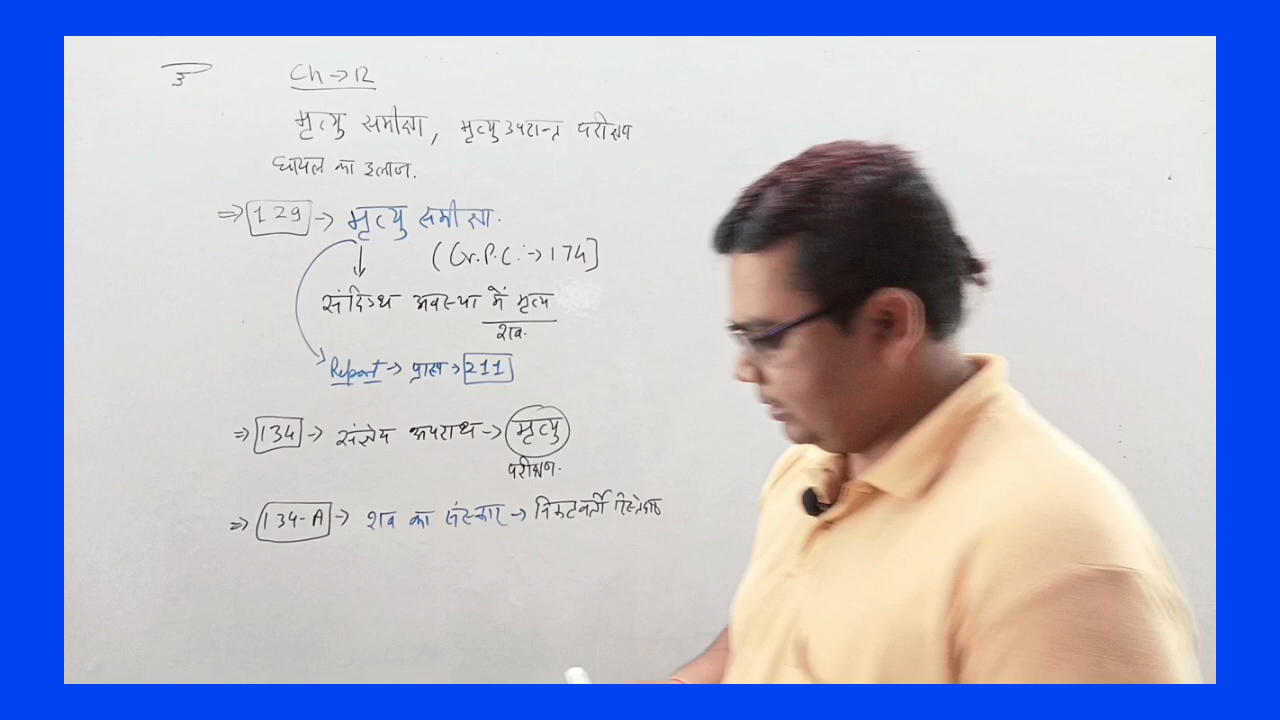 3
Ch → 12
मृत्यु समीक्षा, मृत्यु उपरान्त परीक्षण
घायल का इलाज.
⇒ 129 → मृत्यु समीक्षा.
(Cr.P.C. :→ 174]
संदिग्ध अवस्था में मृत्यु
शव.
Report → प्रारूप → 211
⇒ 134 → संज्ञेय अपराध → मृत्यु
परीक्षण.
⇒ 134-A → शव का संस्कार → निकटवर्ती रिश्तेदार